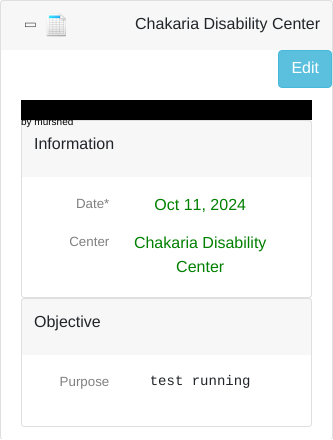 Chakaria Disability Center
Edit
by murshed
Information
Date* Oct 11, 2024
Center Chakaria Disability
Center
Objective
Purpose test running